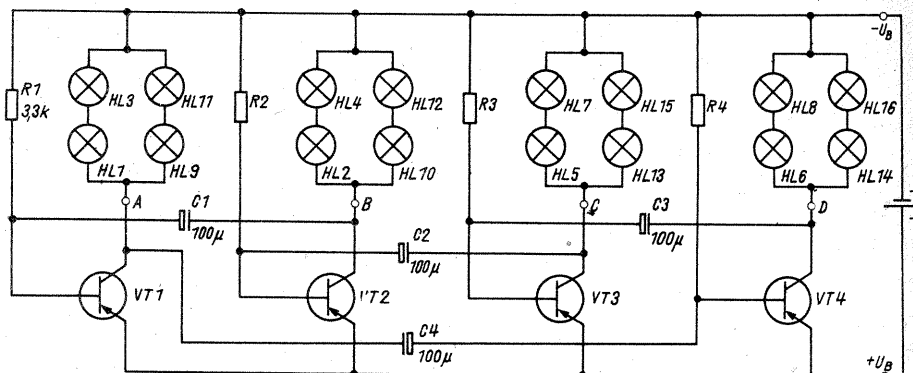 -U_B
R1
3,3k
HL3
HL11
R2
HL4
HL12
R3
HL7
HL15
R4
HL8
HL16
HL1
HL9
HL2
HL10
HL5
HL13
HL6
HL14
A
B
C
D
C1
100µ
C2
100µ
C3
100µ
VT1
VT2
VT3
VT4
C4
100µ
+U_B